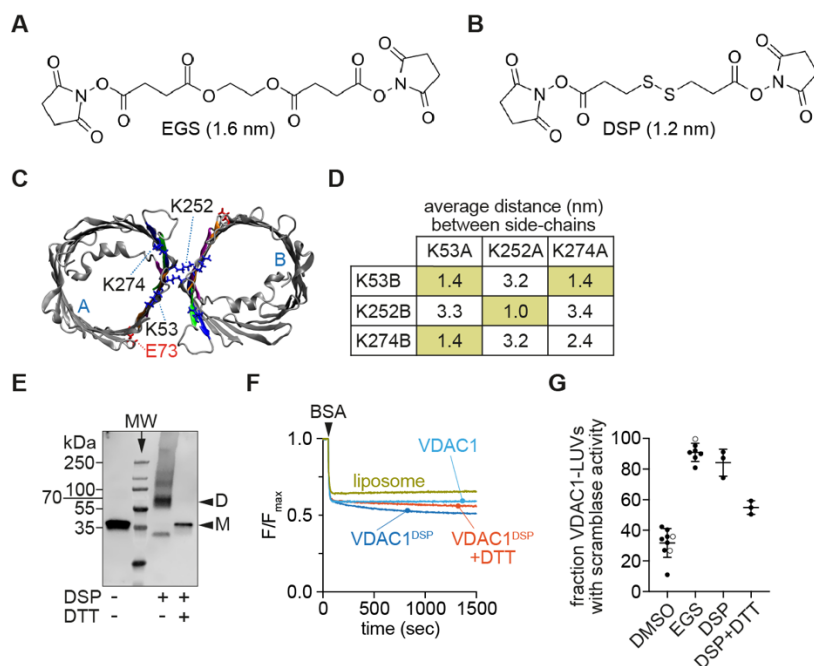 A
O O O O O O O O N N O O O O
EGS (1.6 nm)
B
O O O O O O N N S S O O
DSP (1.2 nm)
C
K252
B
K274
A
K53
E73
D
average distance (nm)
between side-chains
K53A K252A K274A
K53B 1.4 3.2 1.4
K252B 3.3 1.0 3.4
K274B 1.4 3.2 2.4
E
MW
kDa
250
100
70
55
35
D
M
DSP - + +
DTT - - +
F
BSA
1.0
0.5
0.0
F/Fmax
liposome
VDAC1
VDAC1DSP
VDAC1DSP
+DTT
0 500 1000 1500
time (sec)
G
fraction VDAC1-LUVs
with scramblase activity
100
80
60
40
20
0
DMSO
EGS
DSP
DSP+DTT